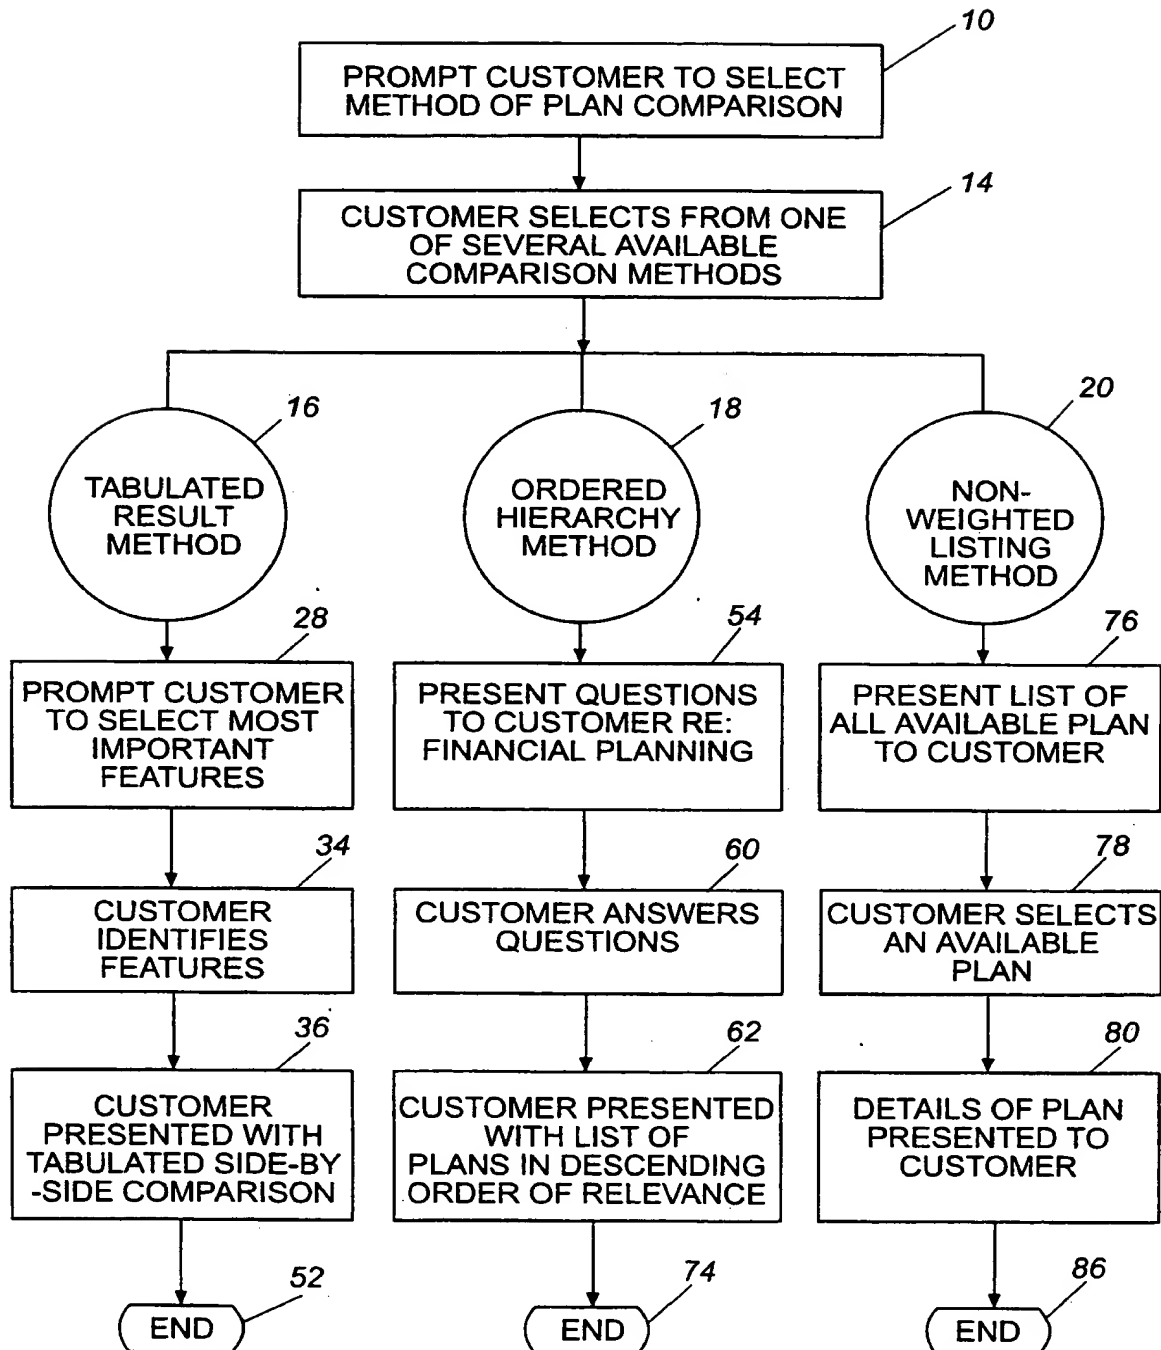 10
PROMPT CUSTOMER TO SELECT
METHOD OF PLAN COMPARISON
14
CUSTOMER SELECTS FROM ONE
OF SEVERAL AVAILABLE
COMPARISON METHODS
16
TABULATED
RESULT
METHOD
18
ORDERED
HIERARCHY
METHOD
20
NON-
WEIGHTED
LISTING
METHOD
28
PROMPT CUSTOMER
TO SELECT MOST
IMPORTANT
FEATURES
54
PRESENT QUESTIONS
TO CUSTOMER RE:
FINANCIAL PLANNING
76
PRESENT LIST OF
ALL AVAILABLE PLAN
TO CUSTOMER
34
CUSTOMER
IDENTIFIES
FEATURES
60
CUSTOMER ANSWERS
QUESTIONS
78
CUSTOMER SELECTS
AN AVAILABLE
PLAN
36
CUSTOMER
PRESENTED WITH
TABULATED SIDE-BY
-SIDE COMPARISON
62
CUSTOMER PRESENTED
WITH LIST OF
PLANS IN DESCENDING
ORDER OF RELEVANCE
80
DETAILS OF PLAN
PRESENTED TO
CUSTOMER
52
END
74
END
86
END